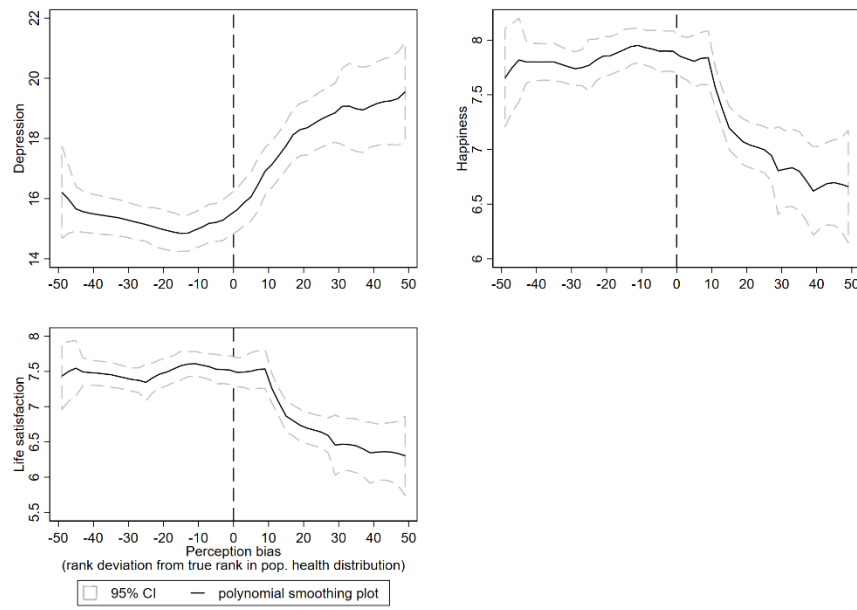 22
20
18
16
14
Depression
-50 -40 -30 -20 -10 0 10 20 30 40 50
8
7.5
7
6.5
6
Happiness
-50 -40 -30 -20 -10 0 10 20 30 40 50
8
7.5
7
6.5
6
5.5
Life satisfaction
-50 -40 -30 -20 -10 0 10 20 30 40 50
Perception bias
(rank deviation from true rank in pop. health distribution)
95% CI polynomial smoothing plot